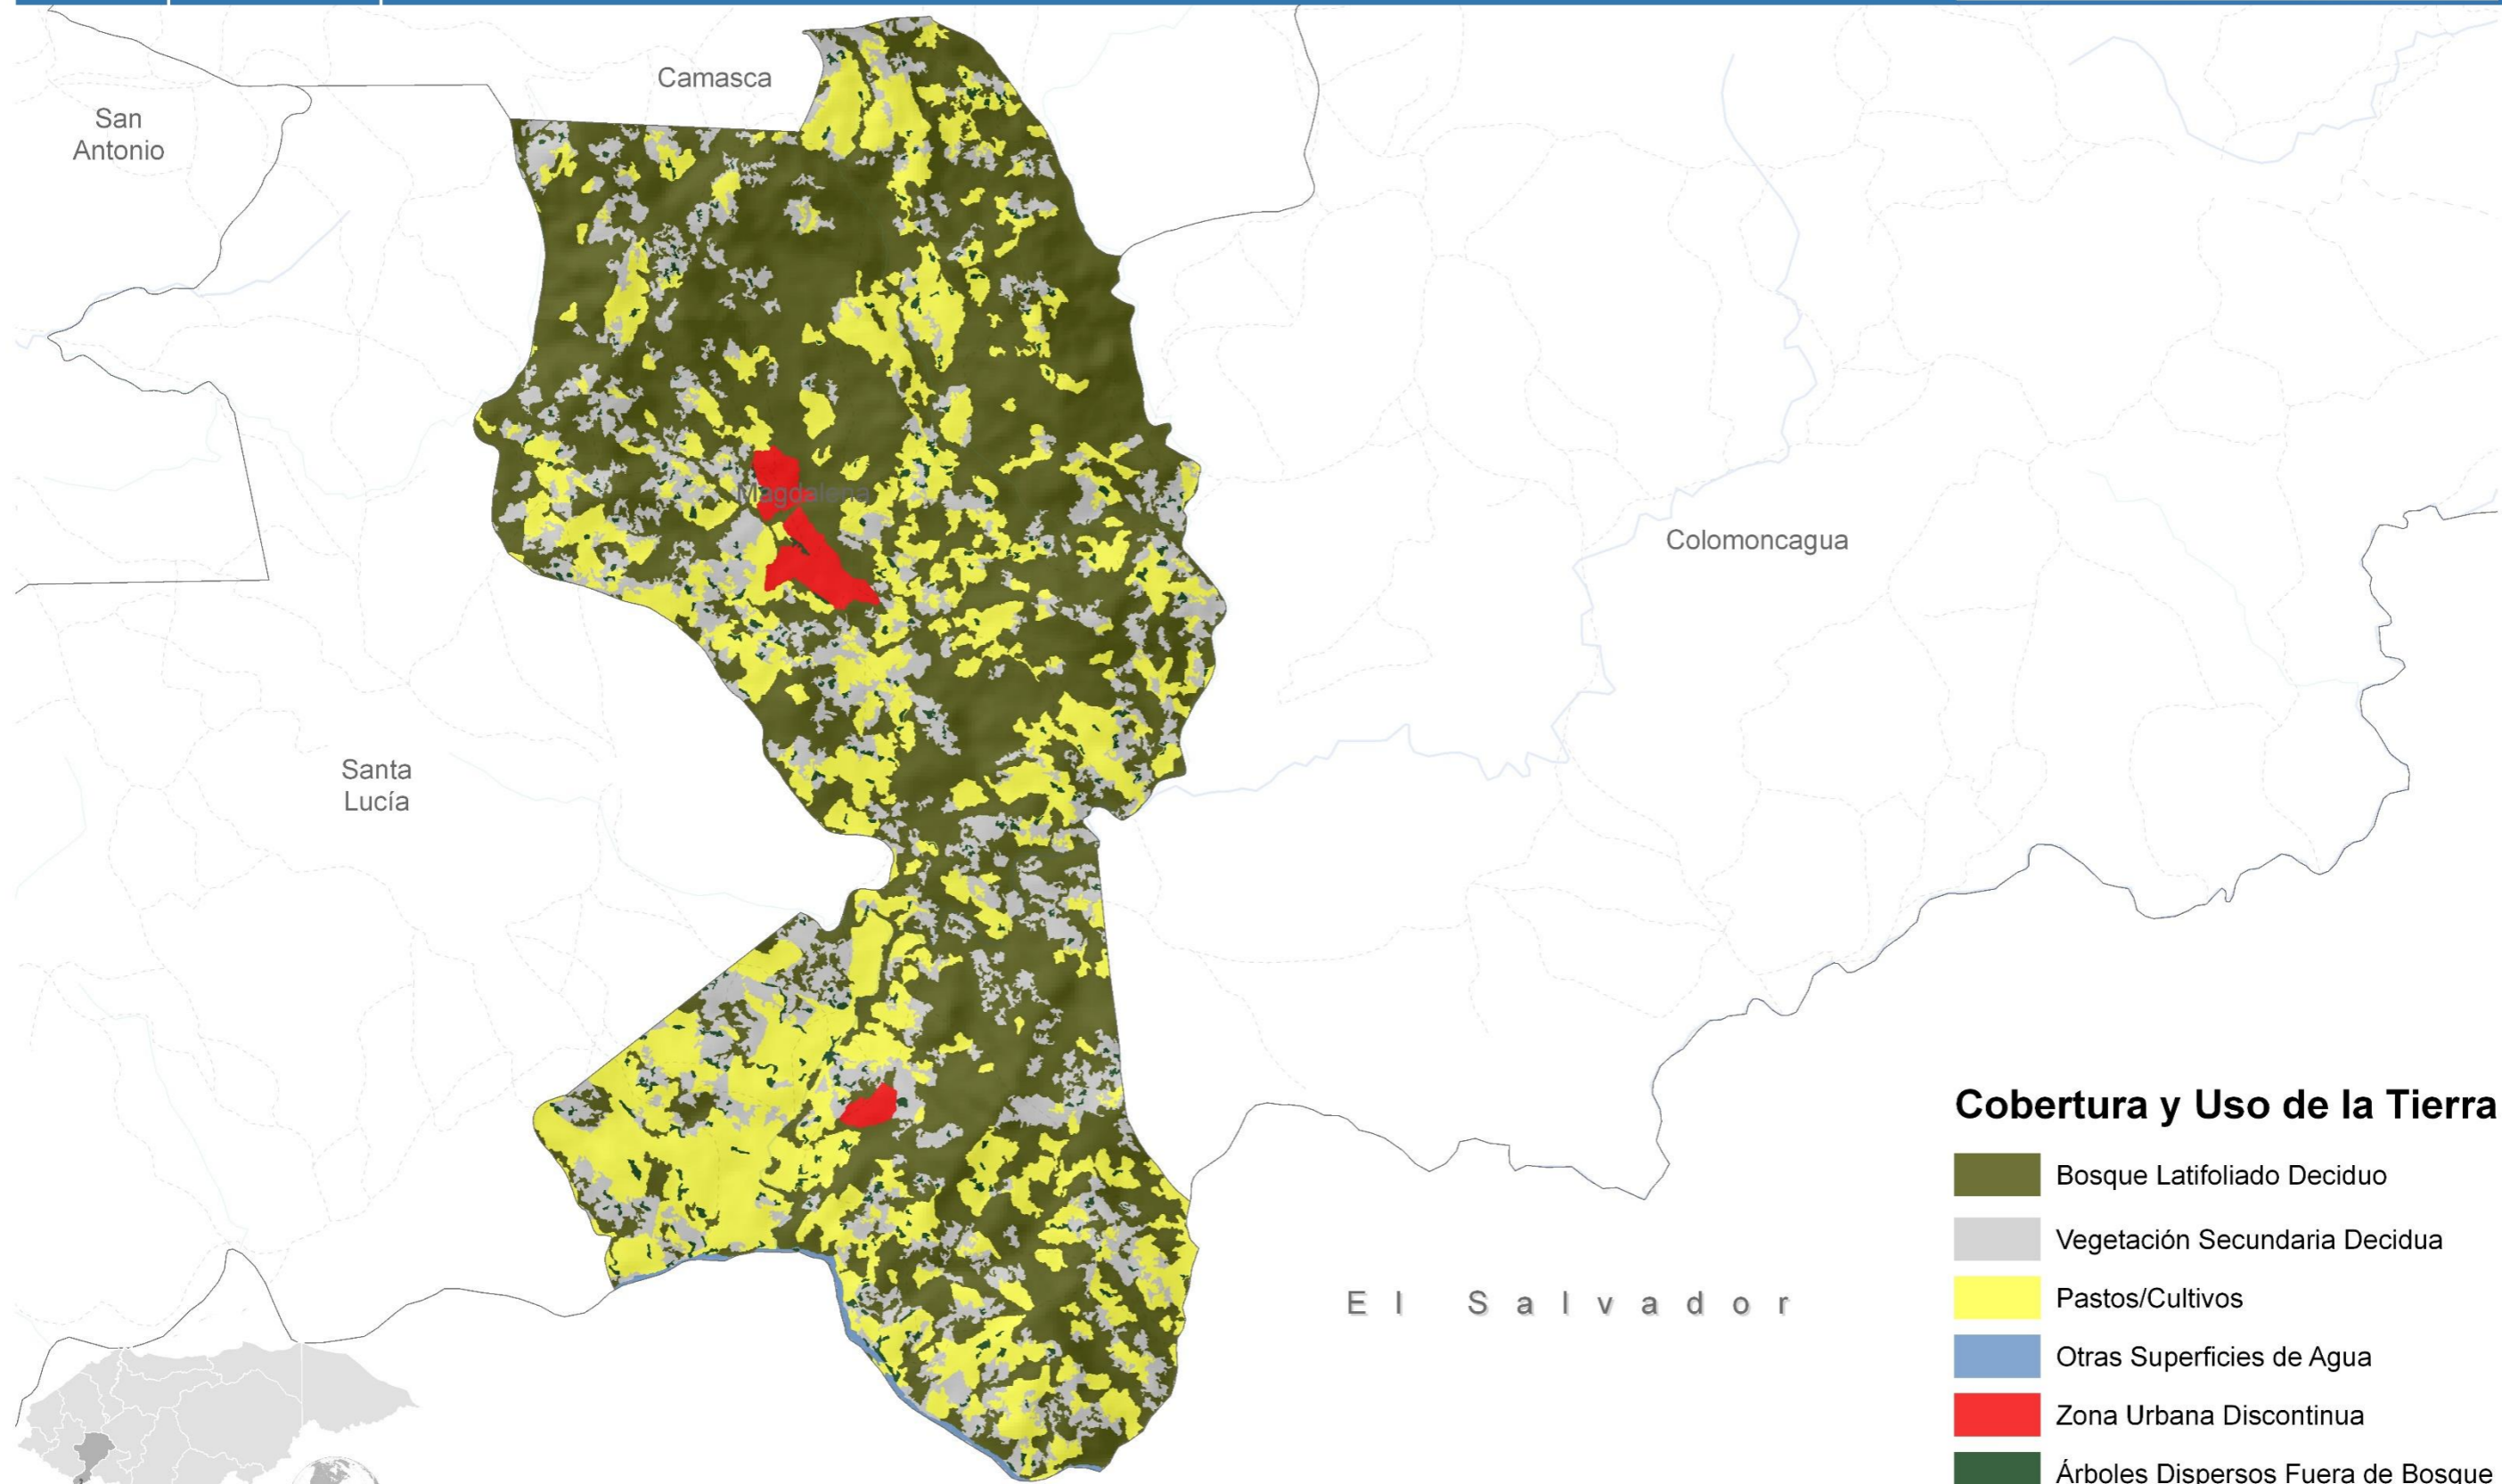 Camasca
San
Antonio
Magdalena
Colomoncagua
Santa
Lucía
El Salvador
Cobertura y Uso de la Tierra
Bosque Latifoliado Deciduo
Vegetación Secundaria Decidua
Pastos/Cultivos
Otras Superficies de Agua
Zona Urbana Discontinua
Árboles Dispersos Fuera de Bosque